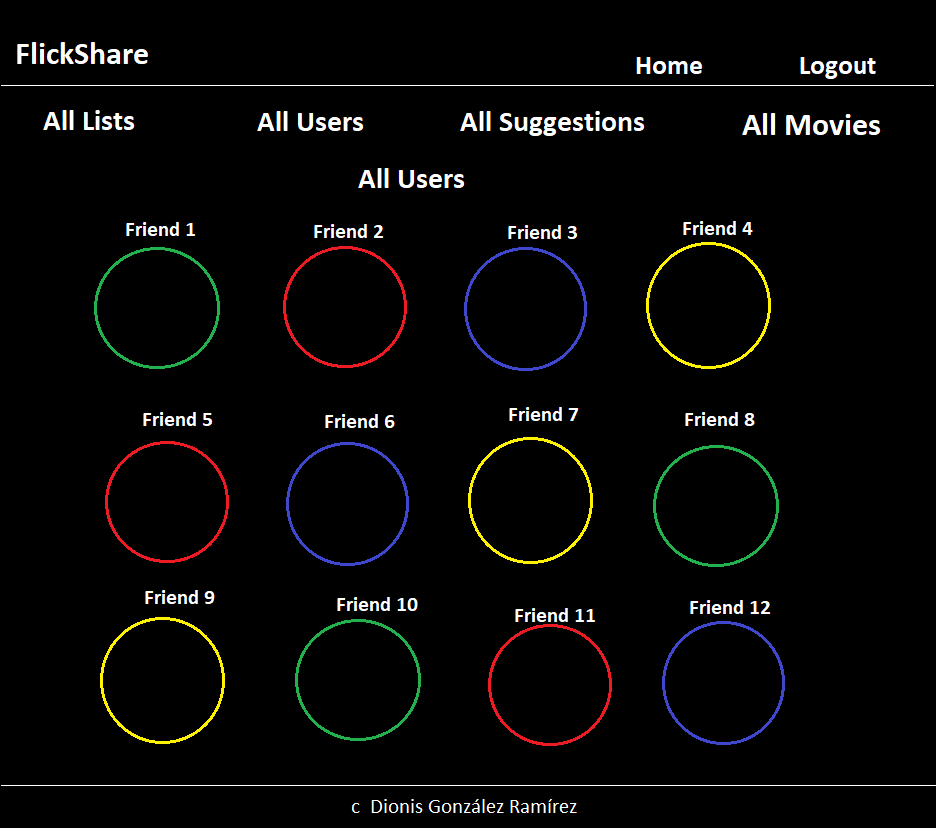 FlickShare
Home Logout
All Lists All Users All Suggestions All Movies
All Users
Friend 1 Friend 2 Friend 3 Friend 4
Friend 5 Friend 6 Friend 7 Friend 8
Friend 9 Friend 10 Friend 11 Friend 12
c Dionis González Ramírez